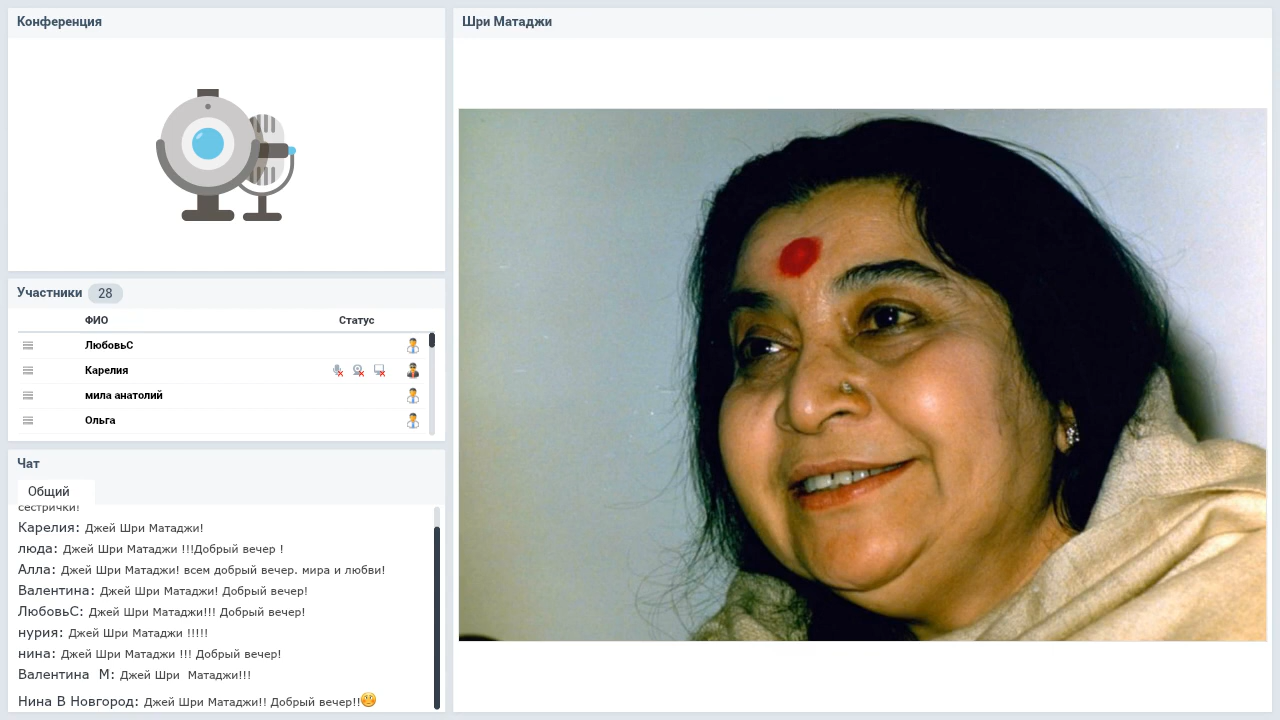 Конференция
Участники 28
ФИО Статус
ЛюбовьС
Карелия
мила анатолий
Ольга
Чат
Общий
сестрички!
Карелия: Джей Шри Матаджи!
люда: Джей Шри Матаджи !!!Добрый вечер !
Алла: Джей Шри Матаджи! всем добрый вечер. мира и любви!
Валентина: Джей Шри Матаджи! Добрый вечер!
ЛюбовьС: Джей Шри Матаджи!!! Добрый вечер!
нурия: Джей Шри Матаджи !!!!!
нина: Джей Шри Матаджи !!! Добрый вечер!
Валентина  М: Джей Шри  Матаджи!!!
Нина В Новгород: Джей Шри Матаджи!! Добрый вечер!!
Шри Матаджи